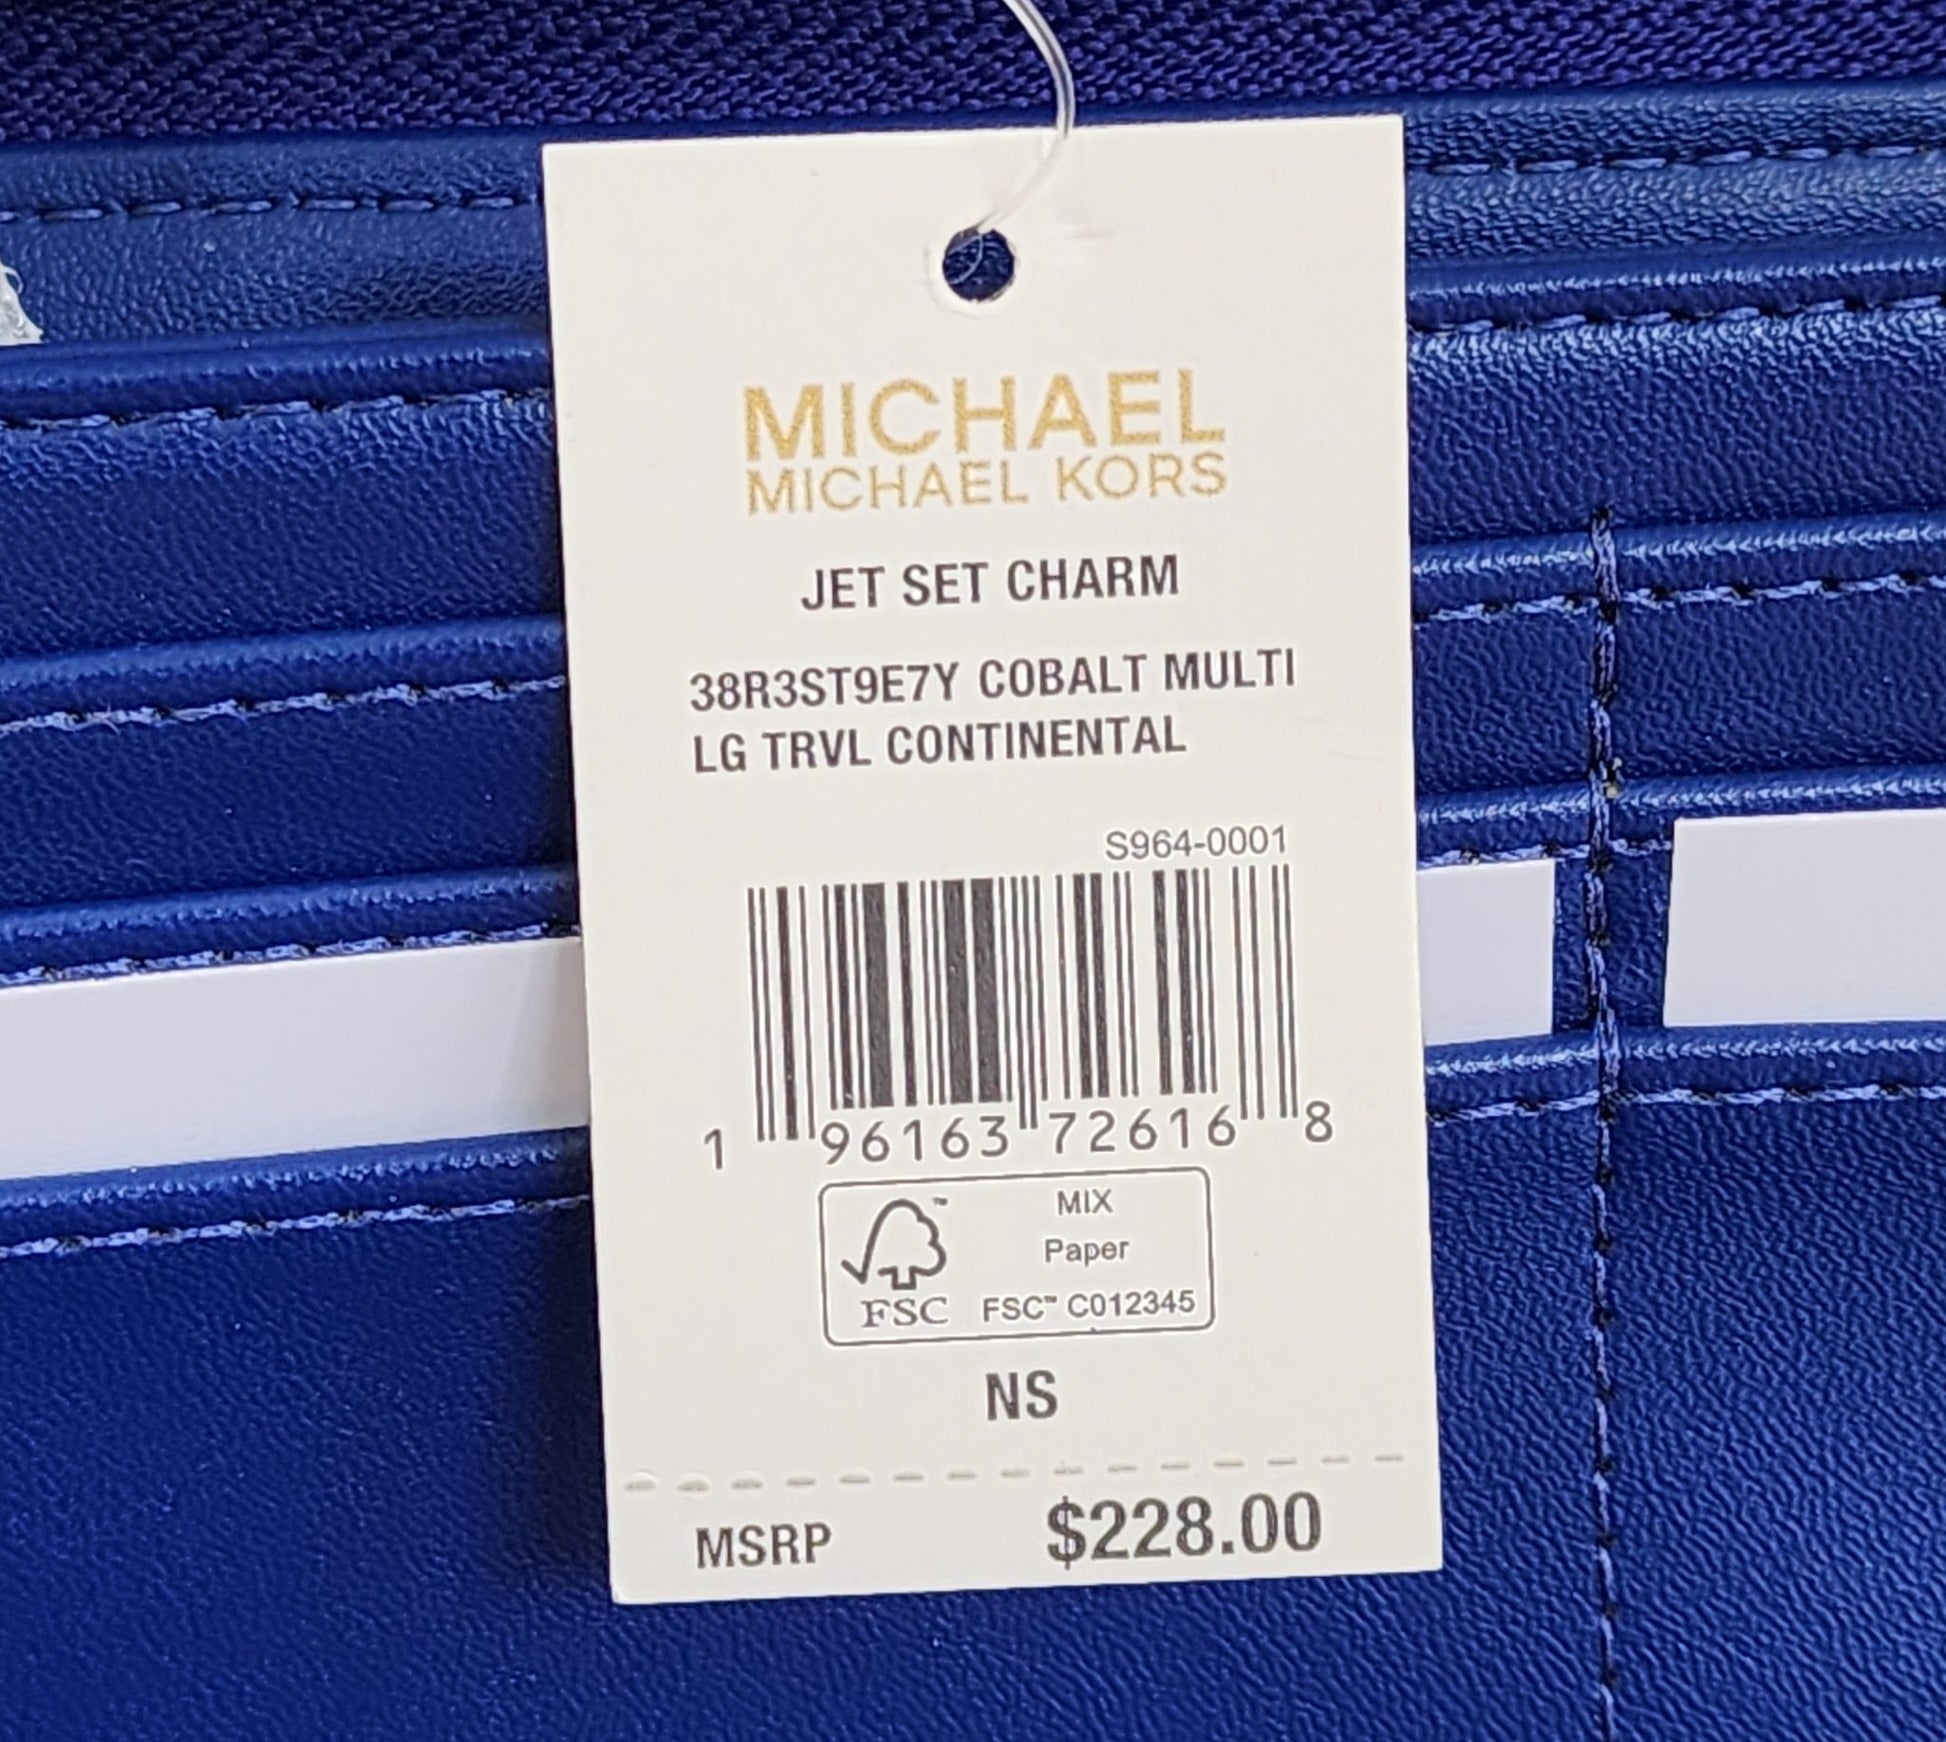 MICHAEL
MICHAEL KORS
JET SET CHARM
38R3ST9E7Y COBALT MULTI
LG TRVL CONTINENTAL
S964-0001
1 96163 72616 8
MIX
Paper
FSC™ C012345
FSC ™
NS
MSRP $228.00